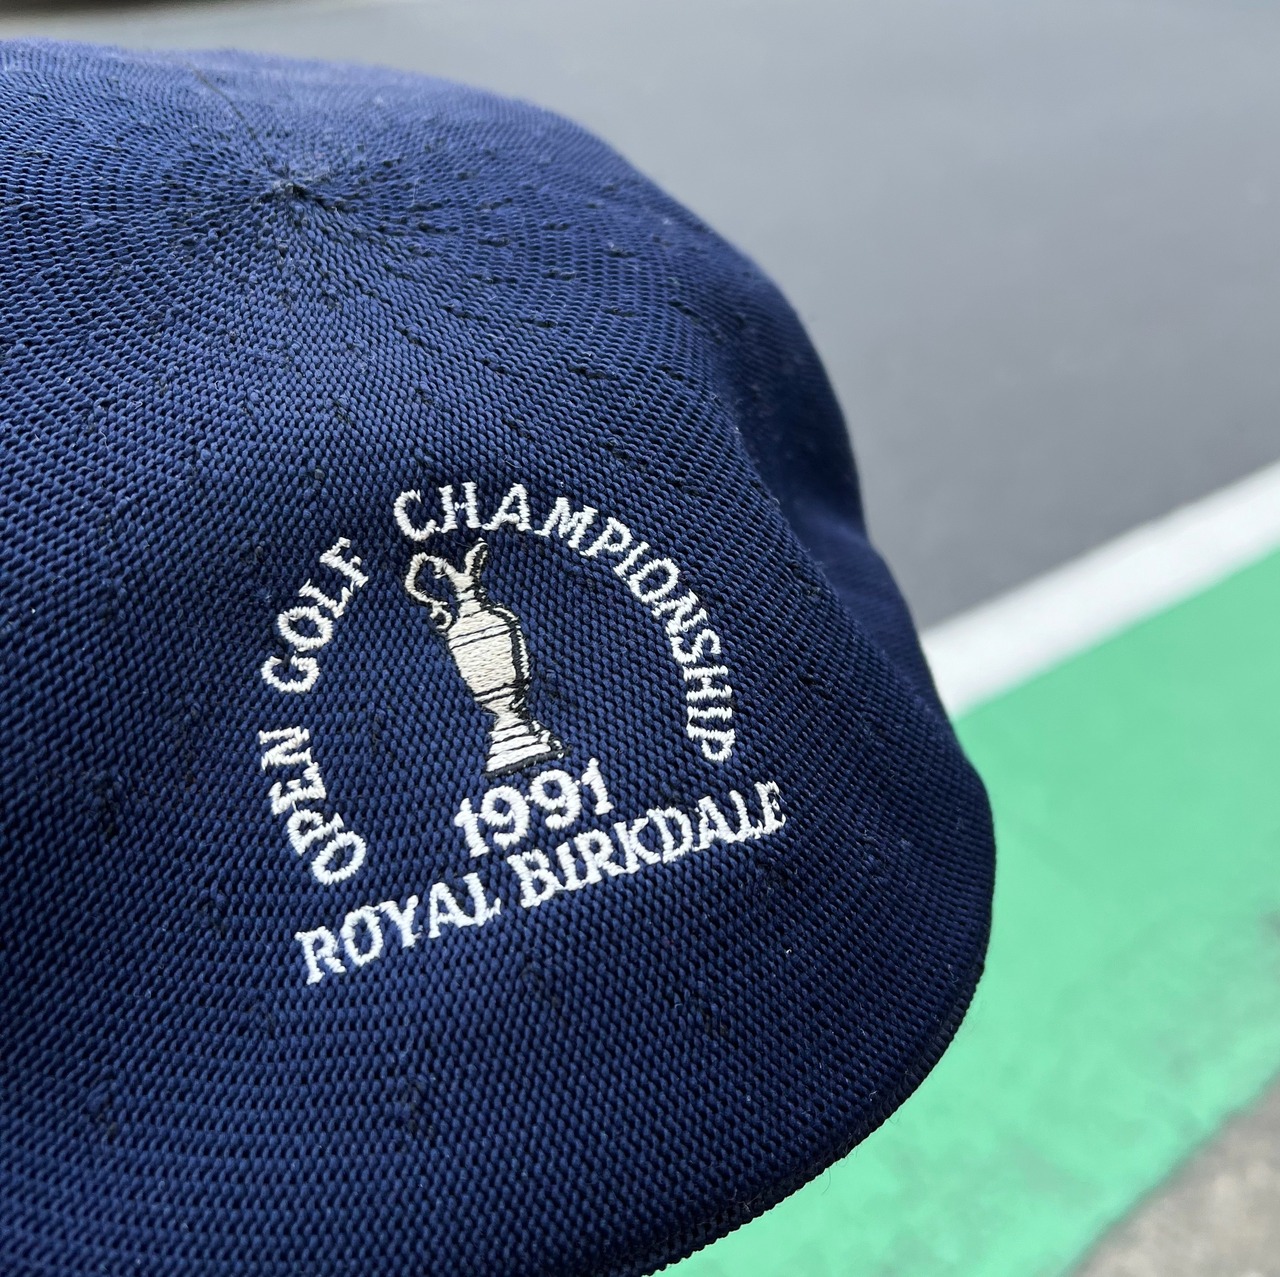 OPEN GOLF CHAMPIONSHIP
1991
ROYAL BIRKDALE